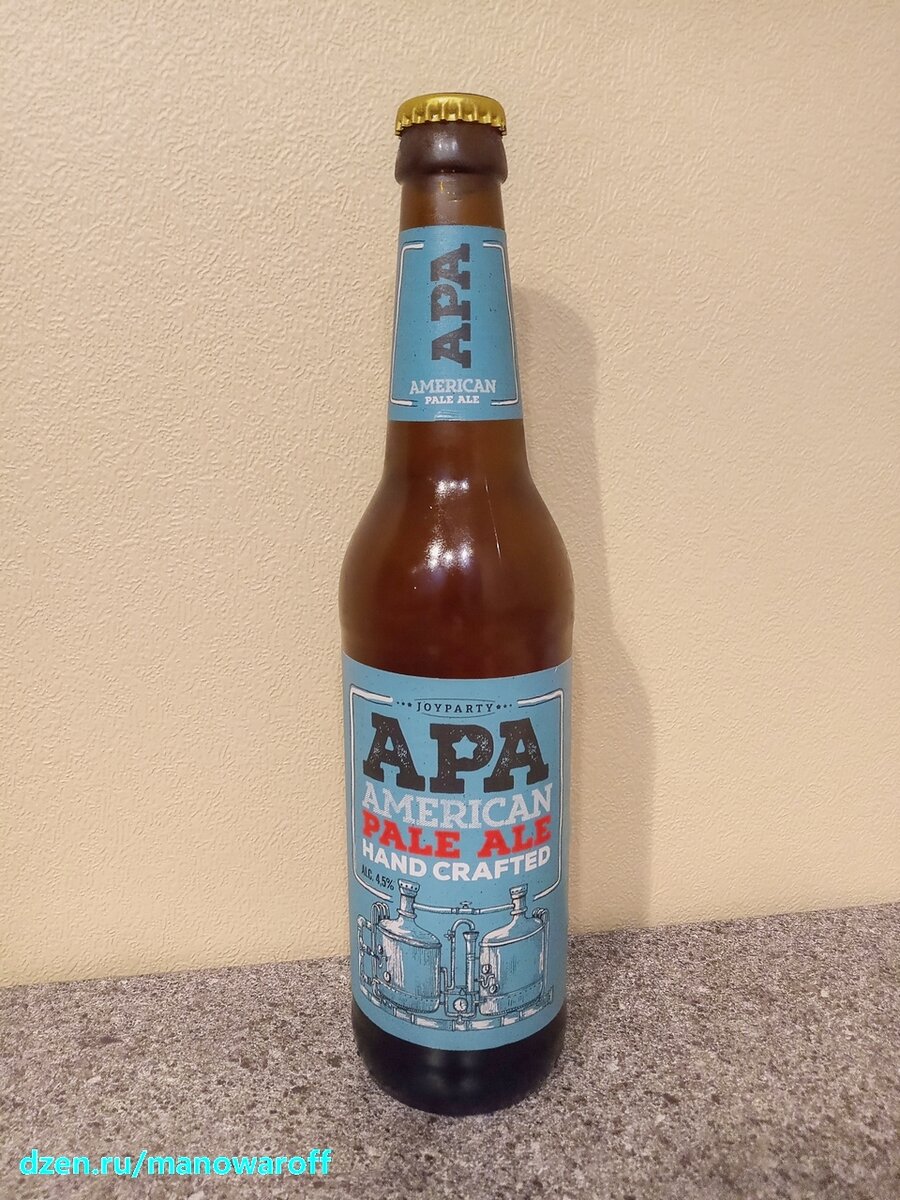 APA
AMERICAN
PALE ALE
JOYPARTY
APA
AMERICAN
PALE ALE
HAND CRAFTED
ALC. 4,5%
dzen.ru/manowaroff